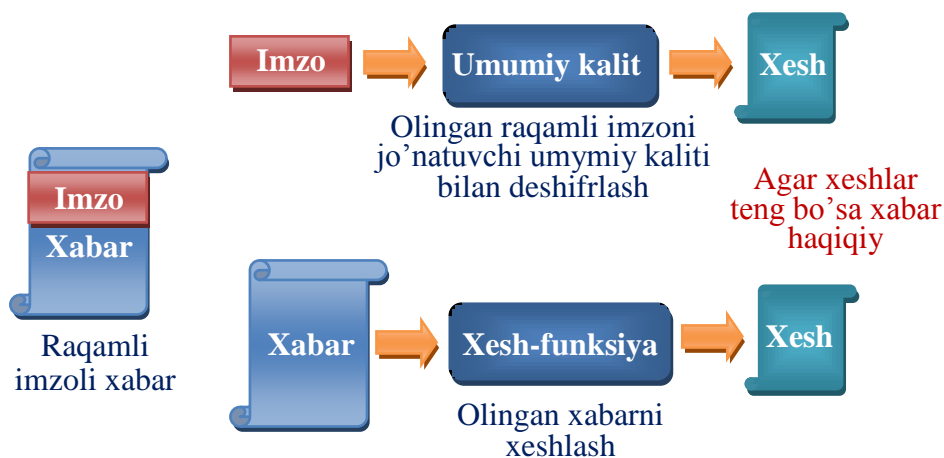 Imzo
Umumiy kalit
Xesh
Olingan raqamli imzoni
jo’natuvchi umymiy kaliti
bilan deshifrlash
Imzo
Xabar
Raqamli
imzoli xabar
Agar xeshlar
teng bo’sa xabar
haqiqiy
Xabar
Xesh-funksiya
Xesh
Olingan xabarni
xeshlash